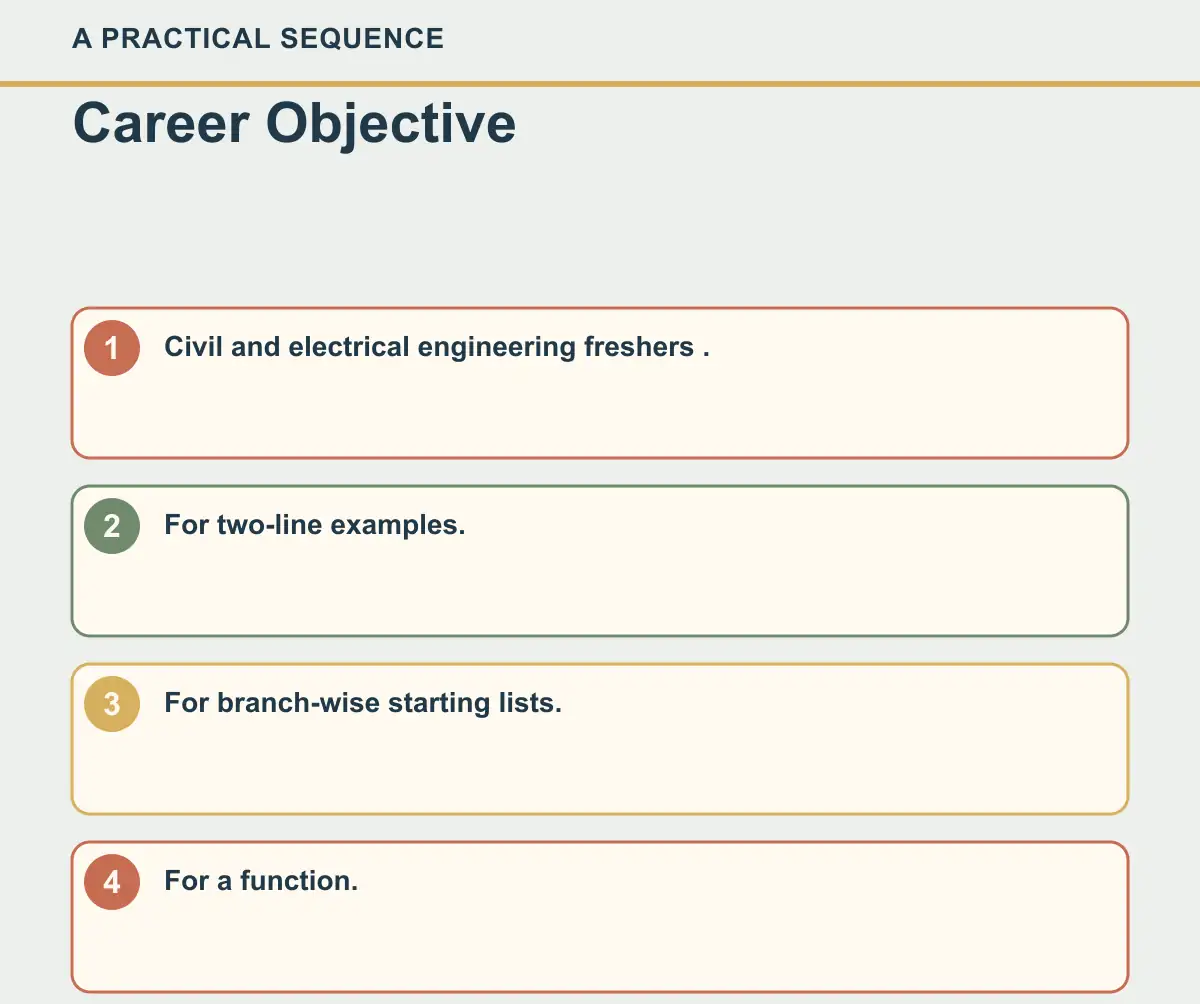 A PRACTICAL SEQUENCE
Career Objective
1 Civil and electrical engineering freshers .
2 For two-line examples.
3 For branch-wise starting lists.
4 For a function.